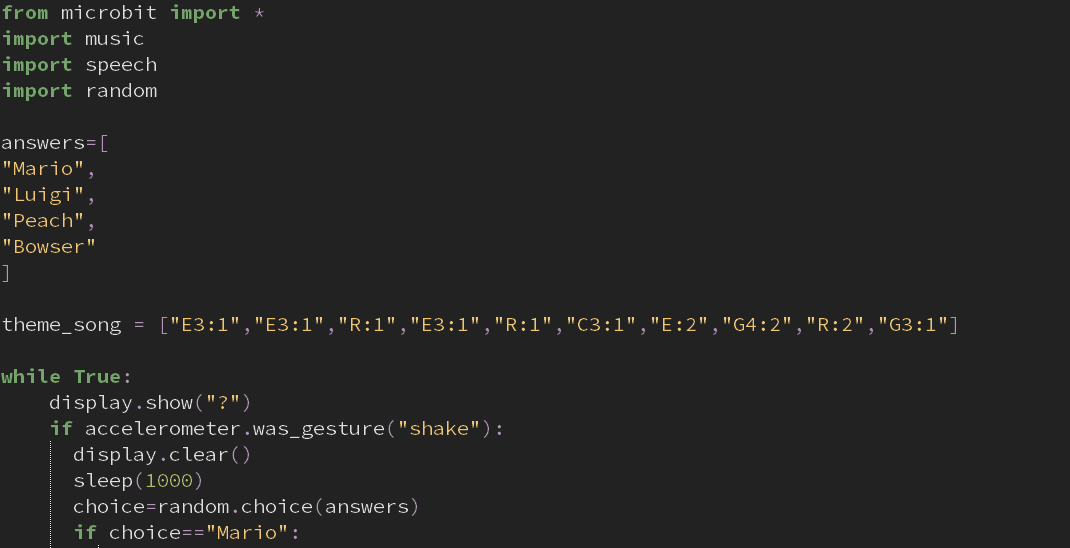 from microbit import *
import music
import speech
import random

answers=[
"Mario",
"Luigi",
"Peach",
"Bowser"
]

theme_song = ["E3:1","E3:1","R:1","E3:1","R:1","C3:1","E:2","G4:2","R:2","G3:1"]

while True:
    display.show("?")
    if accelerometer.was_gesture("shake"):
      display.clear()
      sleep(1000)
      choice=random.choice(answers)
      if choice=="Mario":